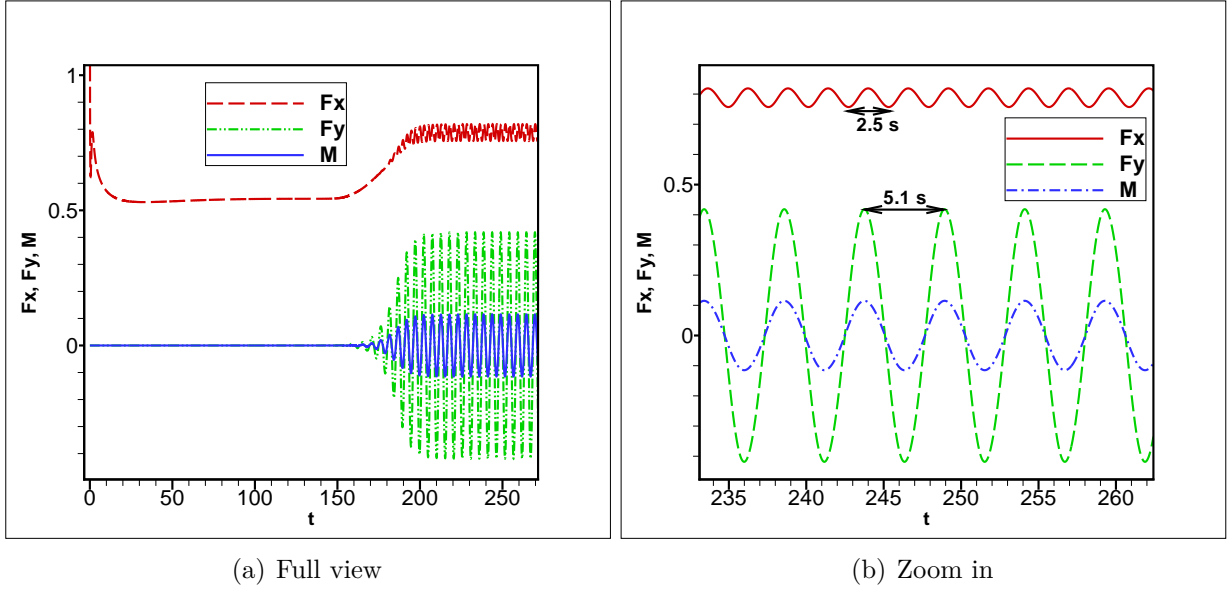 1
0.5
0
Fx, Fy, M
0 50 100 150 200 250
t
Fx
Fy
M
(a) Full view
0.5
0
Fx, Fy, M
235 240 245 250 255 260
t
2.5 s
5.1 s
Fx
Fy
M
(b) Zoom in